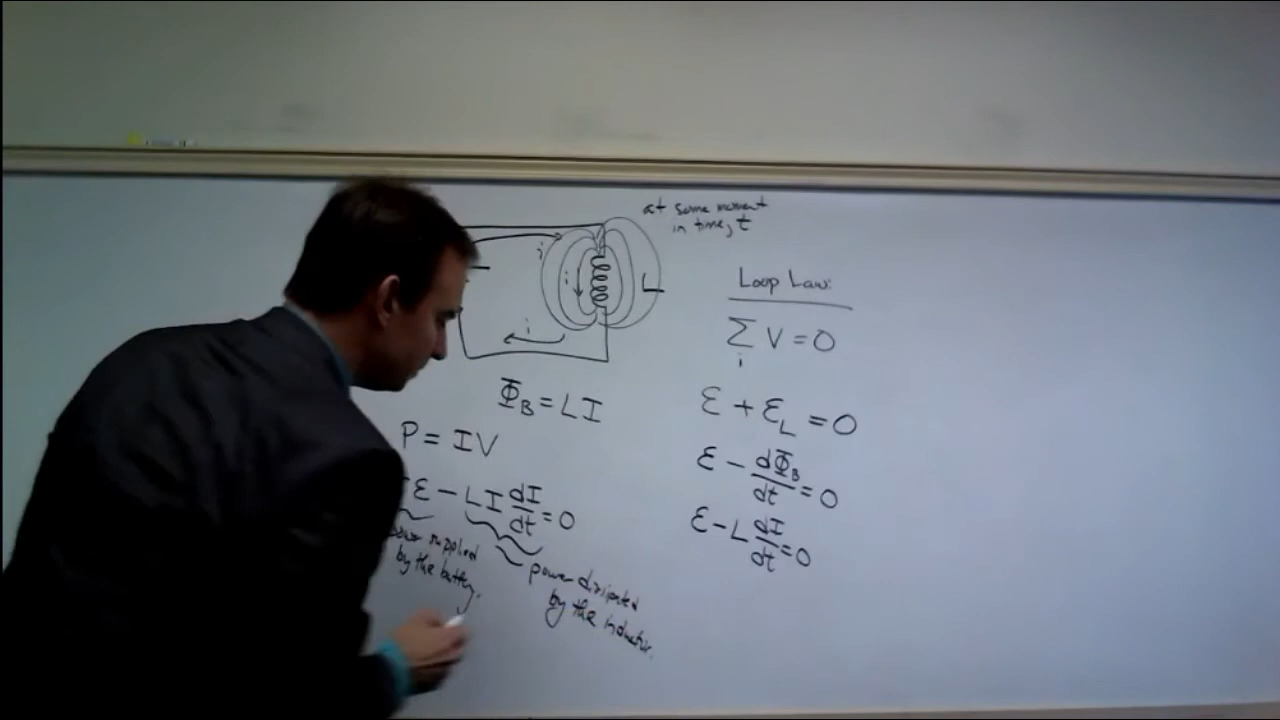 at some moment
in time, t
i
i
L
i
Loop Law:
∑ V = 0
i
Φ_B = LI
P = IV
ε - LI dI/dt = 0
supplied
by the battery.
power dissipated
by the inductor.
ε + ε_L = 0
ε - dΦ_B/dt = 0
ε - L dI/dt = 0